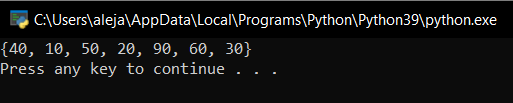 C:\Users\aleja\AppData\Local\Programs\Python\Python39\python.exe
{40, 10, 50, 20, 90, 60, 30}
Press any key to continue . . .